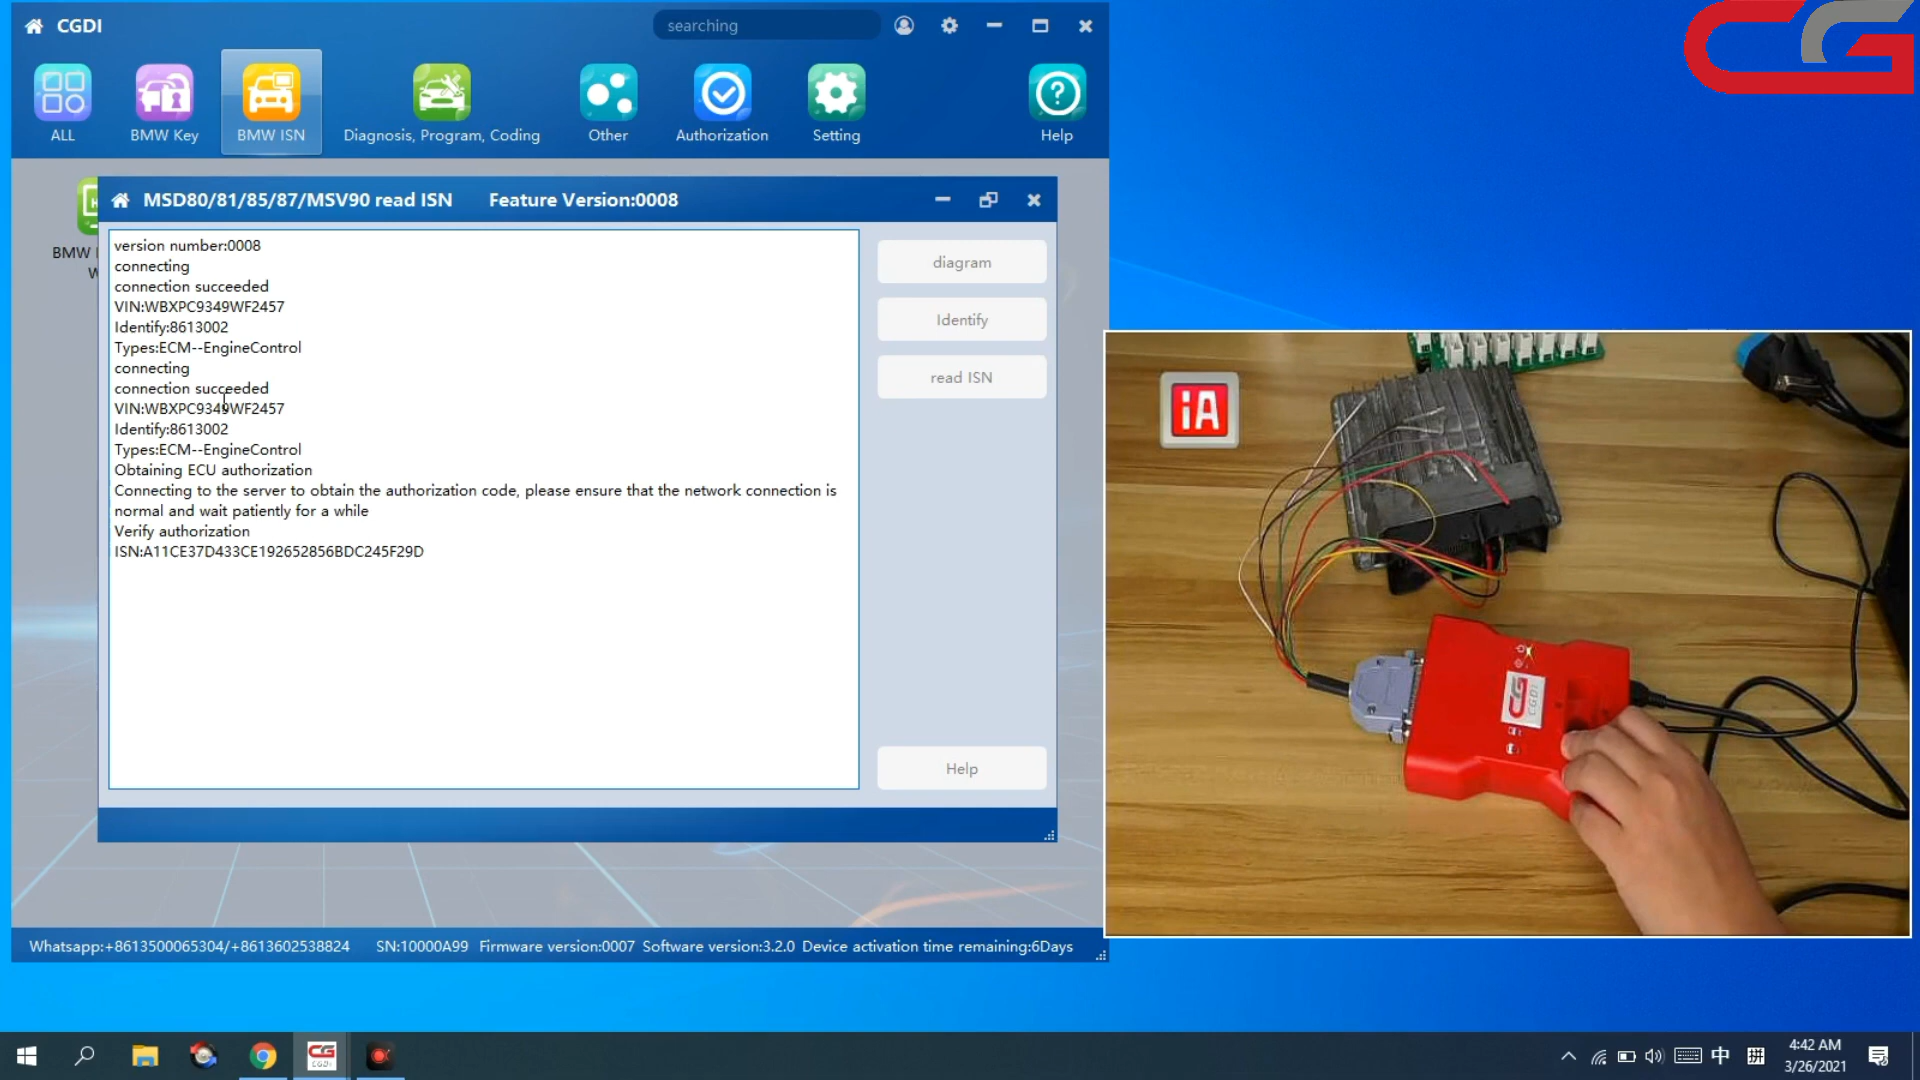 CGDI
searching
ALL
BMW Key
BMW ISN
Diagnosis, Program, Coding
Other
Authorization
Setting
Help
BMW
MSD80/81/85/87/MSV90 read ISN Feature Version:0008
version number:0008
connecting
connection succeeded
VIN:WBXPC9349WF2457
Identify:8613002
Types:ECM--EngineControl
connecting
connection succeeded
VIN:WBXPC9349WF2457
Identify:8613002
Types:ECM--EngineControl
Obtaining ECU authorization
Connecting to the server to obtain the authorization code, please ensure that the network connection is
normal and wait patiently for a while
Verify authorization
ISN:A11CE37D433CE192652856BDC245F29D
diagram
Identify
read ISN
Help
Whatsapp:+8613500065304/+8613602538824 SN:10000A99 Firmware version:0007 Software version:3.2.0 Device activation time remaining:6Days
CG
iA
CG
CGDI
CG
CGDI
中
拼
4:42 AM
3/26/2021